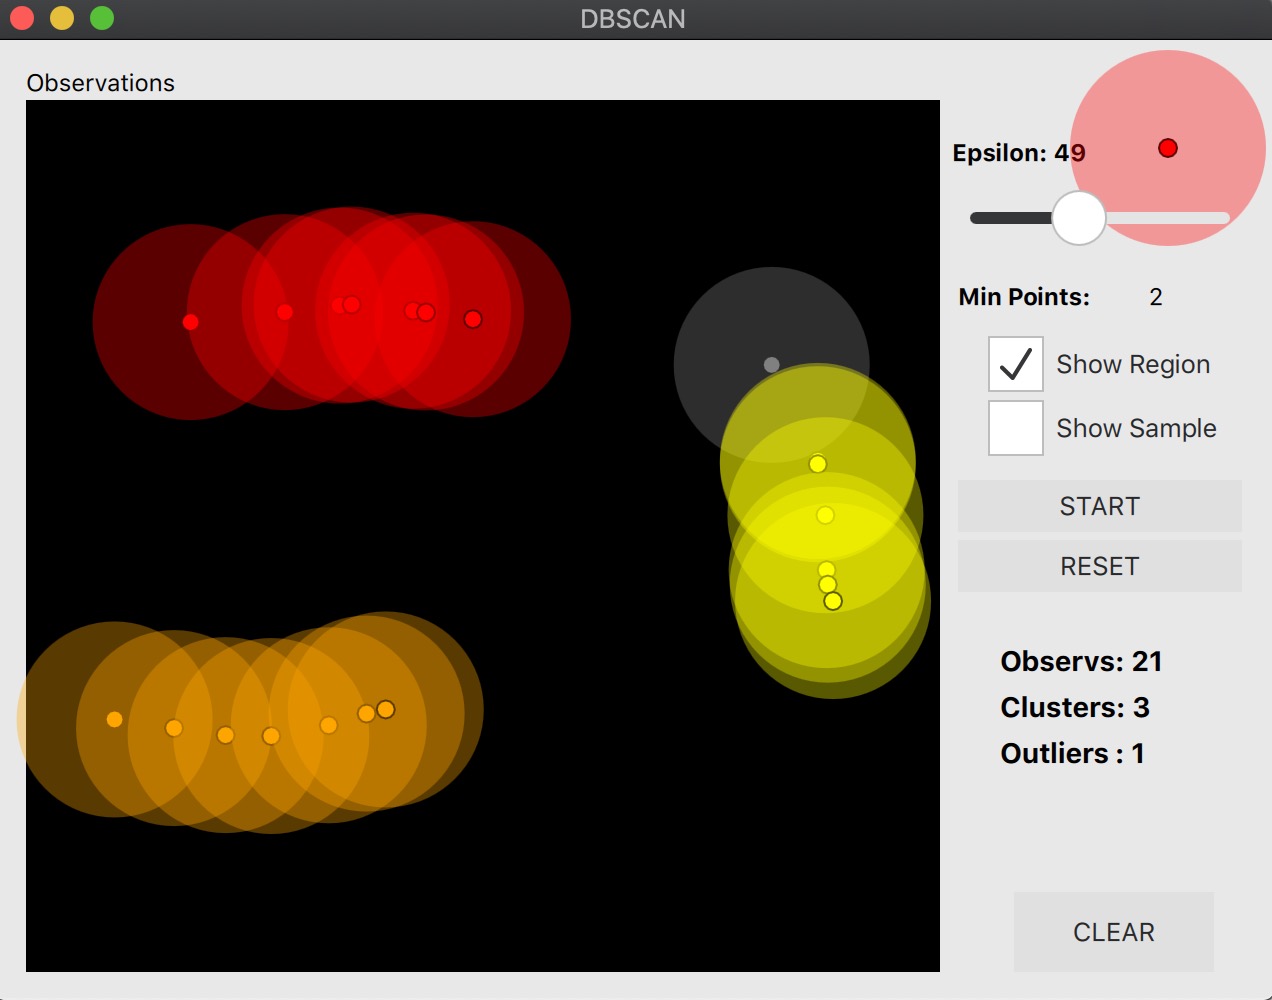 DBSCAN
Observations
Epsilon: 49
Min Points: 2
Show Region
Show Sample
START
RESET
Observs: 21
Clusters: 3
Outliers : 1
CLEAR